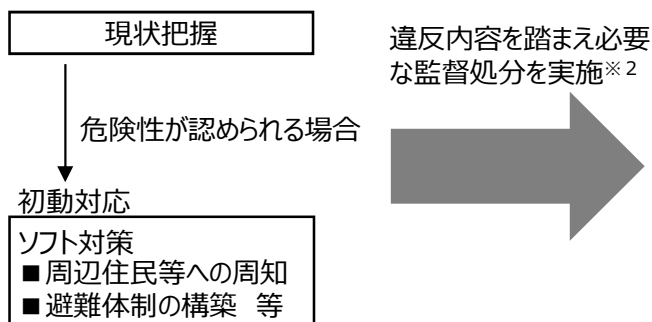 現状把握
危険性が認められる場合
初動対応
ソフト対策
■周辺住民等への周知
■避難体制の構築 等
違反内容を踏まえ必要
な監督処分を実施※2